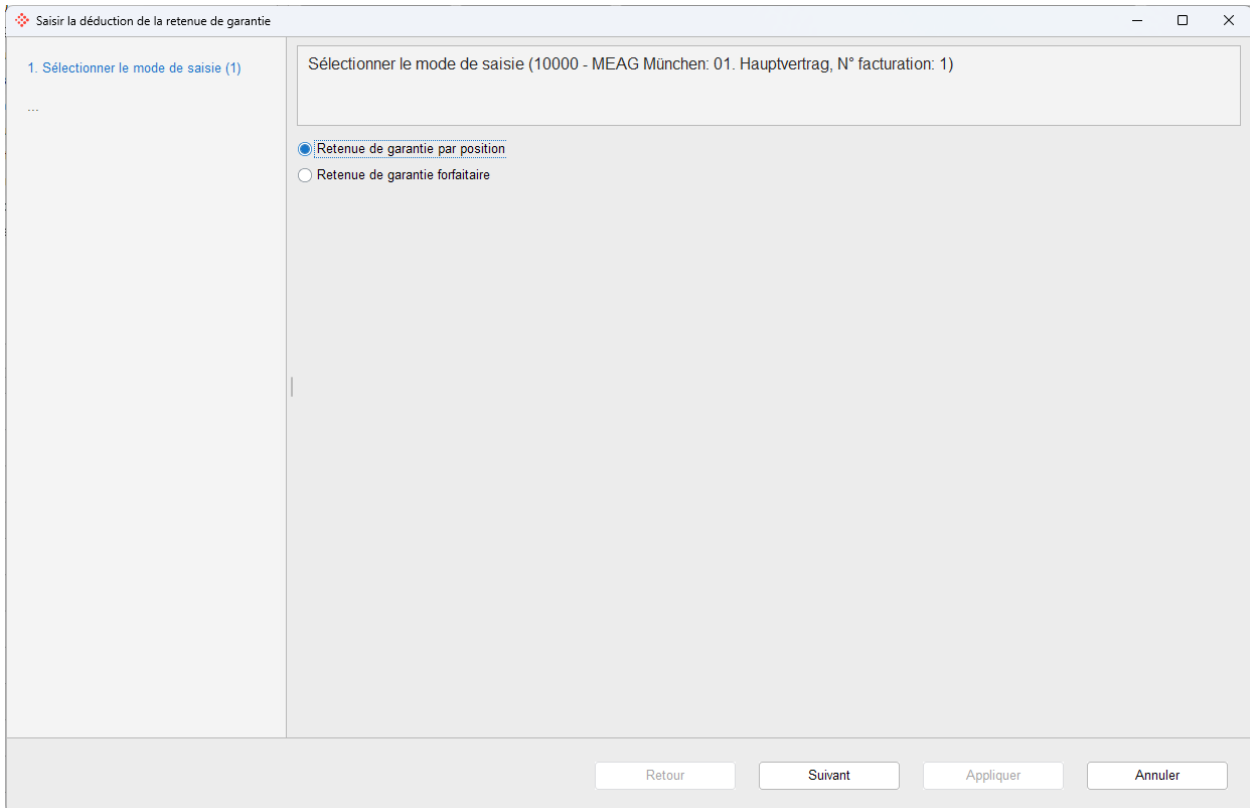 Saisir la déduction de la retenue de garantie
1. Sélectionner le mode de saisie (1)
...
Sélectionner le mode de saisie (10000 - MEAG München: 01. Hauptvertrag, N° facturation: 1)
Retenue de garantie par position
Retenue de garantie forfaitaire
Retour
Suivant
Appliquer
Annuler